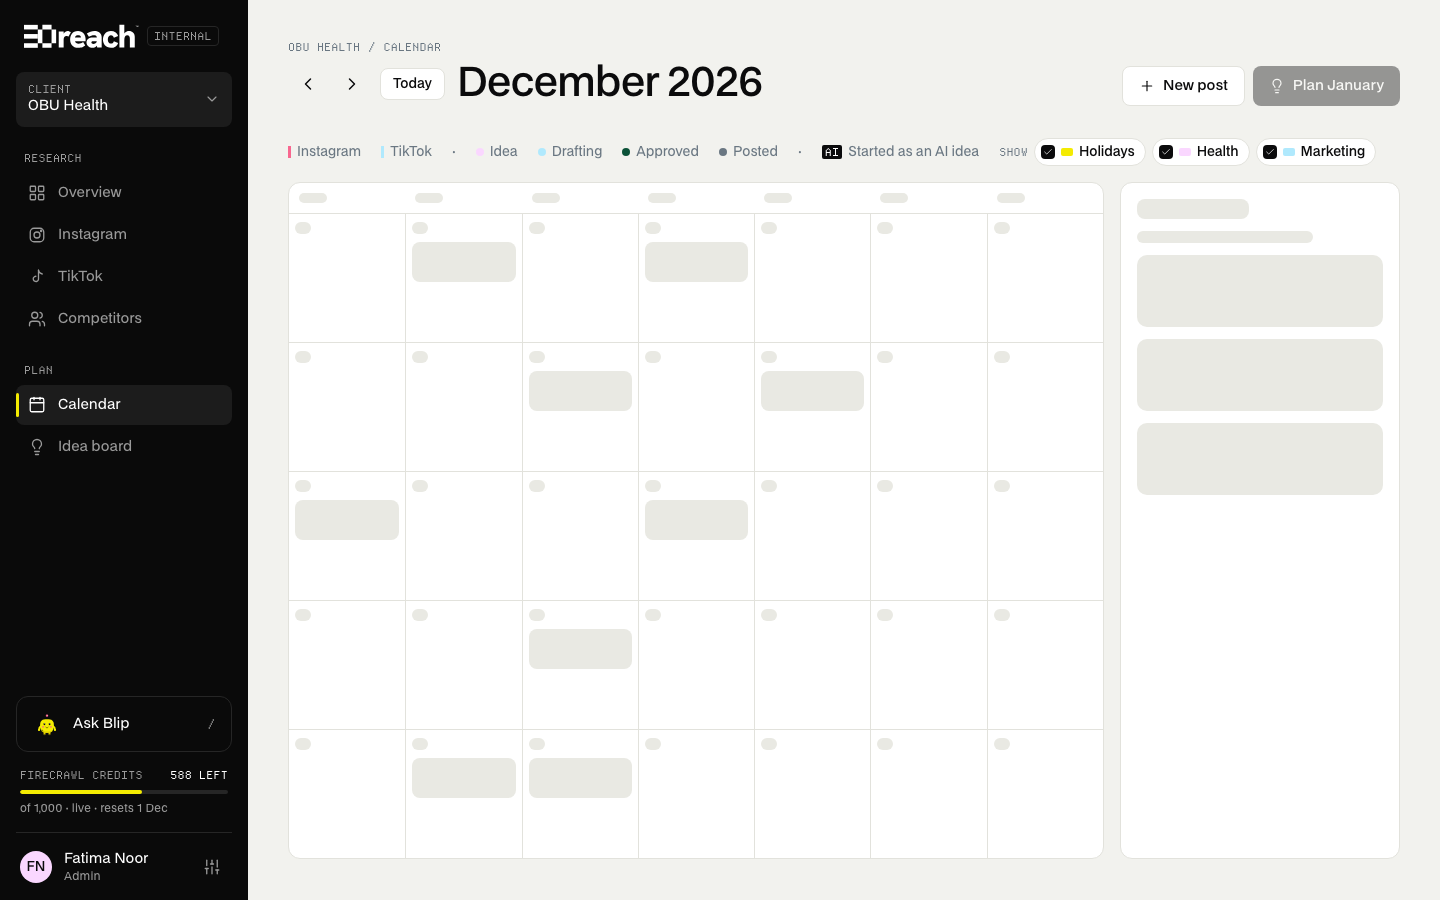 reach INTERNAL
CLIENT
OBU Health
RESEARCH
Overview
Instagram
TikTok
Competitors
PLAN
Calendar
Idea board
Ask Blip /
FIRECRAWL CREDITS 588 LEFT
of 1,000 · live · resets 1 Dec
FN
Fatima Noor
Admin
OBU HEALTH / CALENDAR
Today December 2026
New post Plan January
Instagram TikTok · Idea Drafting Approved Posted · AI Started as an AI idea SHOW Holidays Health Marketing